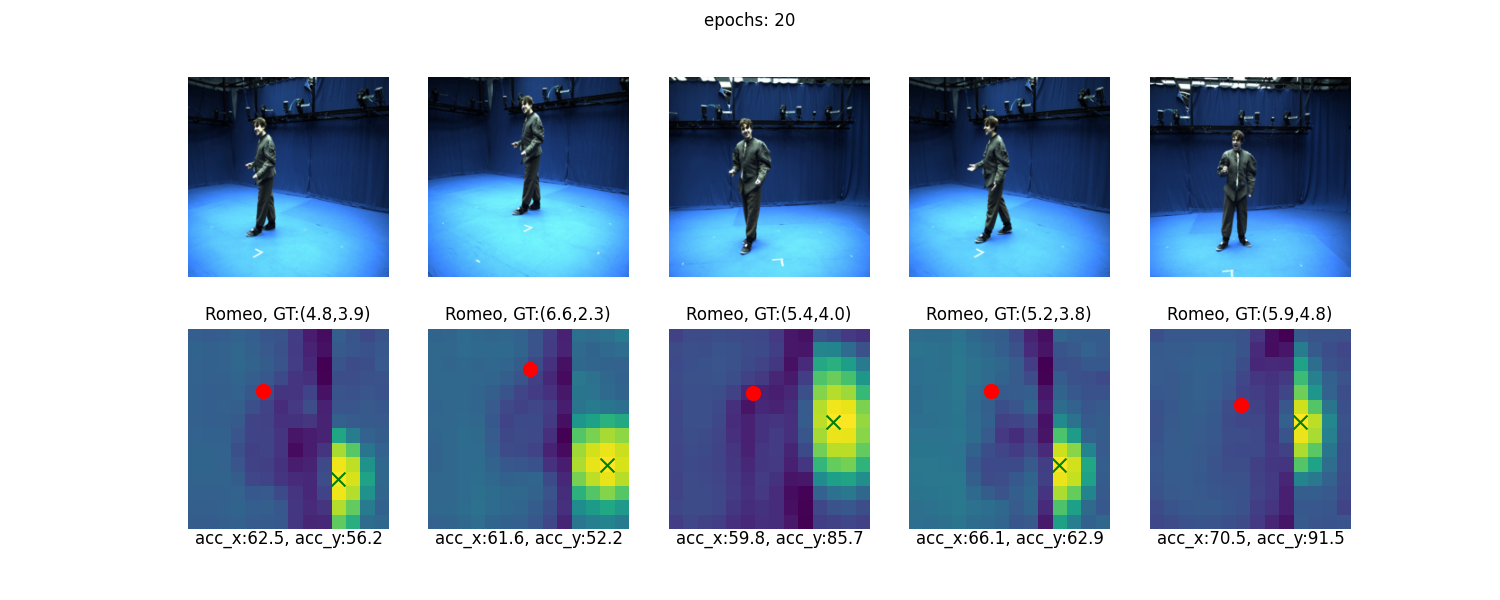 epochs: 20
Romeo, GT:(4.8,3.9)
Romeo, GT:(6.6,2.3)
Romeo, GT:(5.4,4.0)
Romeo, GT:(5.2,3.8)
Romeo, GT:(5.9,4.8)
acc_x:62.5, acc_y:56.2
acc_x:61.6, acc_y:52.2
acc_x:59.8, acc_y:85.7
acc_x:66.1, acc_y:62.9
acc_x:70.5, acc_y:91.5